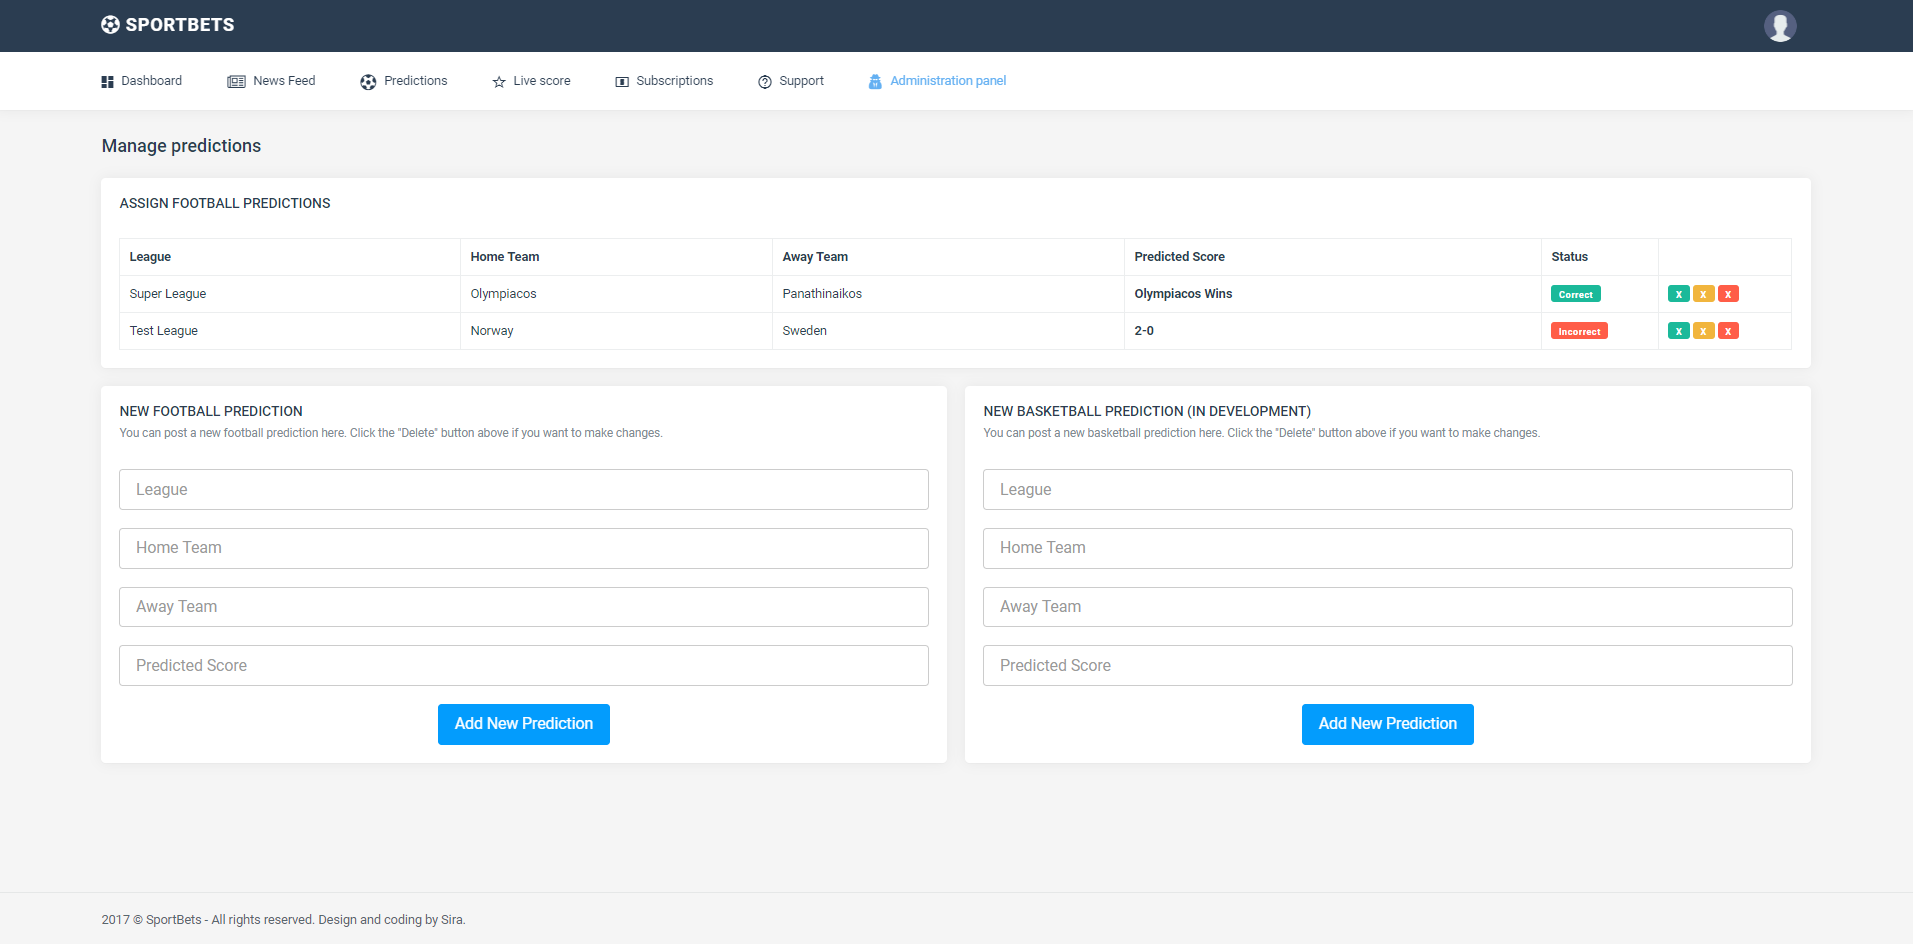 SPORTBETS
Dashboard News Feed Predictions Live score Subscriptions Support Administration panel
Manage predictions
ASSIGN FOOTBALL PREDICTIONS
League Home Team Away Team Predicted Score Status
Super League Olympiacos Panathinaikos Olympiacos Wins Correct X X X
Test League Norway Sweden 2-0 Incorrect X X X
NEW FOOTBALL PREDICTION
You can post a new football prediction here. Click the "Delete" button above if you want to make changes.
League
Home Team
Away Team
Predicted Score
Add New Prediction
NEW BASKETBALL PREDICTION (IN DEVELOPMENT)
You can post a new basketball prediction here. Click the "Delete" button above if you want to make changes.
League
Home Team
Away Team
Predicted Score
Add New Prediction
2017 © SportBets - All rights reserved. Design and coding by Sira.